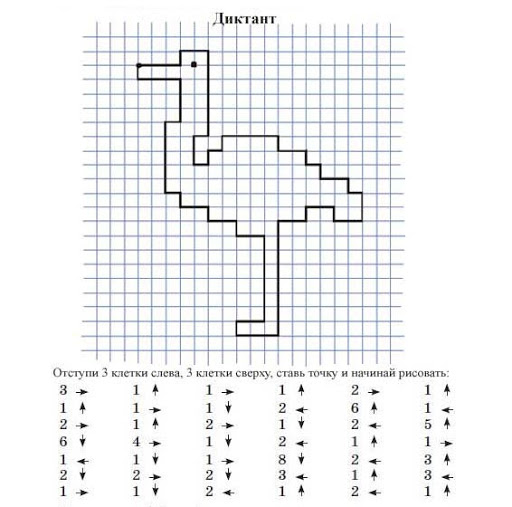 Диктант
Отступи 3 клетки слева, 3 клетки сверху, ставь точку и начинай рисовать:
3 → 1 ↑ 1 → 1 ↑ 2 → 1 ↑
1 ↑ 1 → 1 ↓ 2 ← 6 ↑ 1 ←
2 ← 1 ↑ 2 → 1 ↓ 2 ← 5 ↑
6 ↓ 4 → 1 ↓ 2 ← 1 ↑ 1 →
1 ← 1 ↓ 1 → 8 ↓ 2 ← 3 ↑
2 ↓ 2 → 2 ↓ 3 ← 1 ↑ 3 ←
1 → 1 ↓ 2 ← 1 ↑ 2 ← 1 ↑